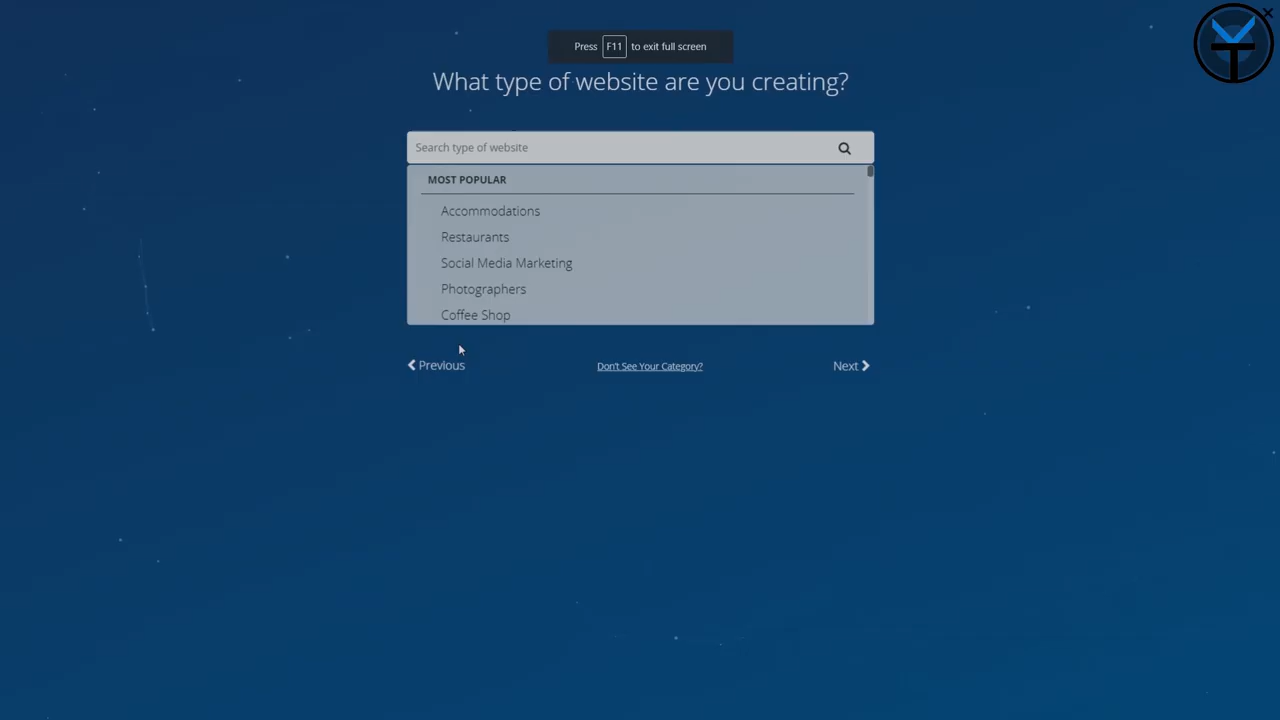 Press F11 to exit full screen
What type of website are you creating?
Search type of website
MOST POPULAR
Accommodations
Restaurants
Social Media Marketing
Photographers
Coffee Shop
Previous
Don't See Your Category?
Next